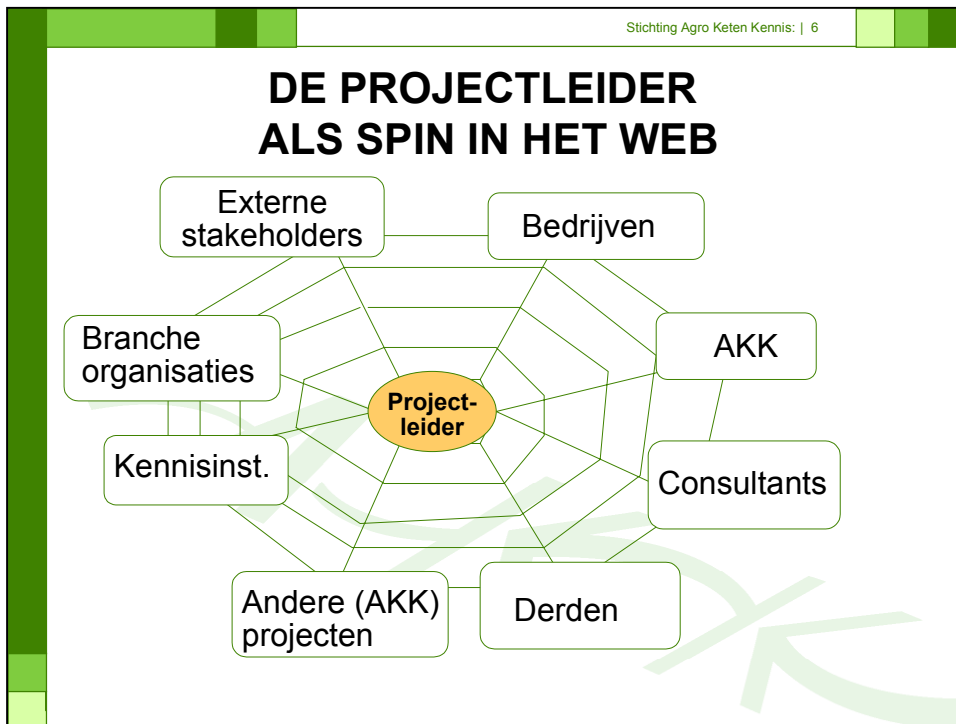 Stichting Agro Keten Kennis: | 6
DE PROJECTLEIDER
ALS SPIN IN HET WEB
Externe
stakeholders
Bedrijven
Branche
organisaties
AKK
Project-
leider
Kennisinst.
Consultants
Andere (AKK)
projecten
Derden